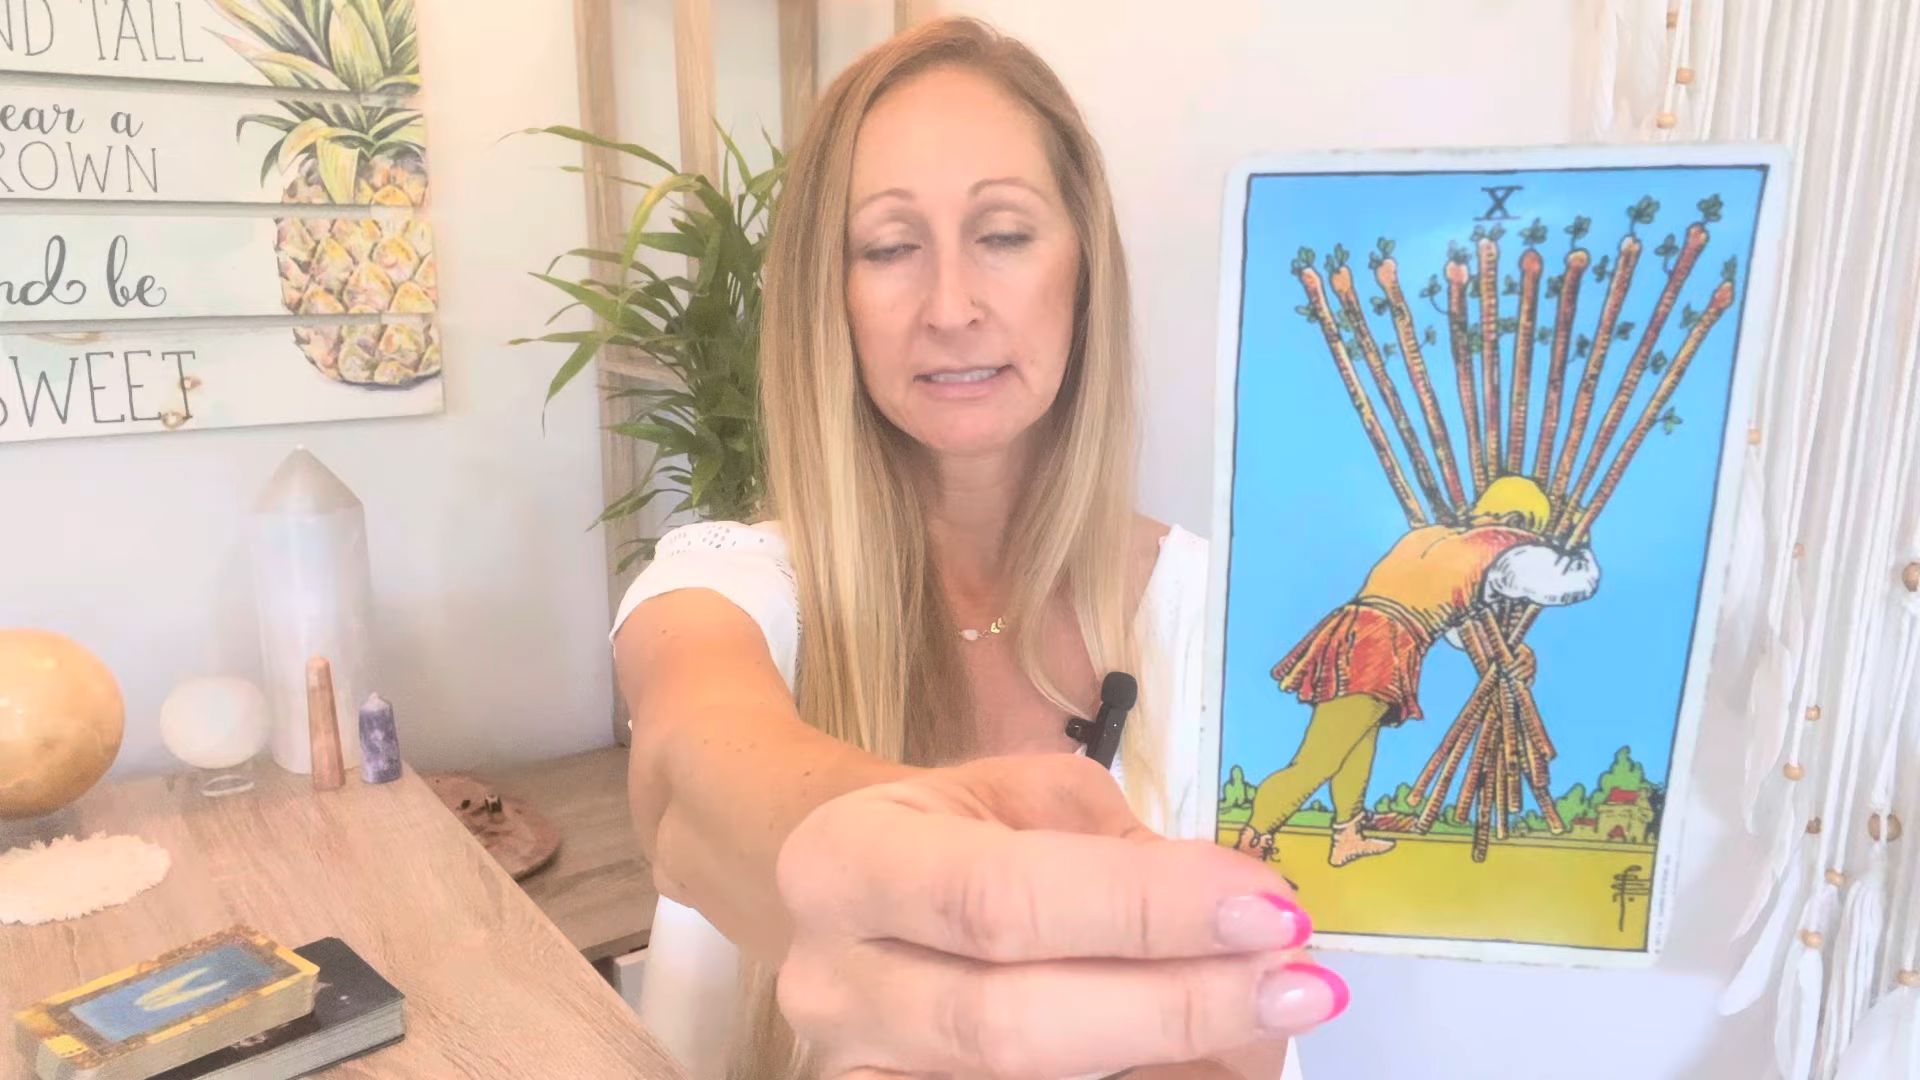 ND TALL
ear a
ROWN
nd be
SWEET
X